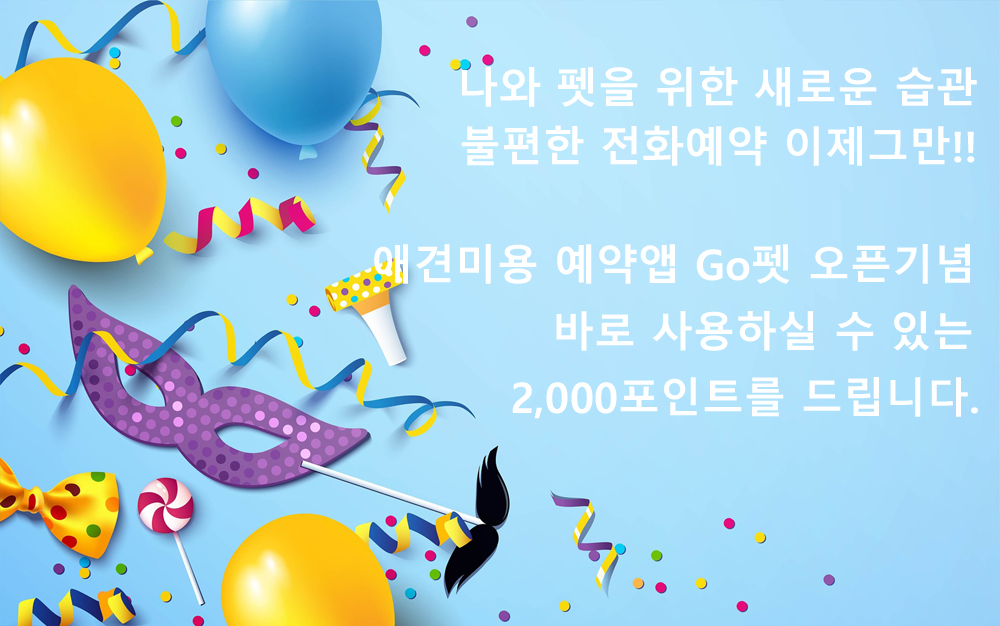 나와 펫을 위한 새로운 습관
불편한 전화예약 이제그만!!
애견미용 예약앱 Go펫 오픈기념
바로 사용하실 수 있는
2,000포인트를 드립니다.